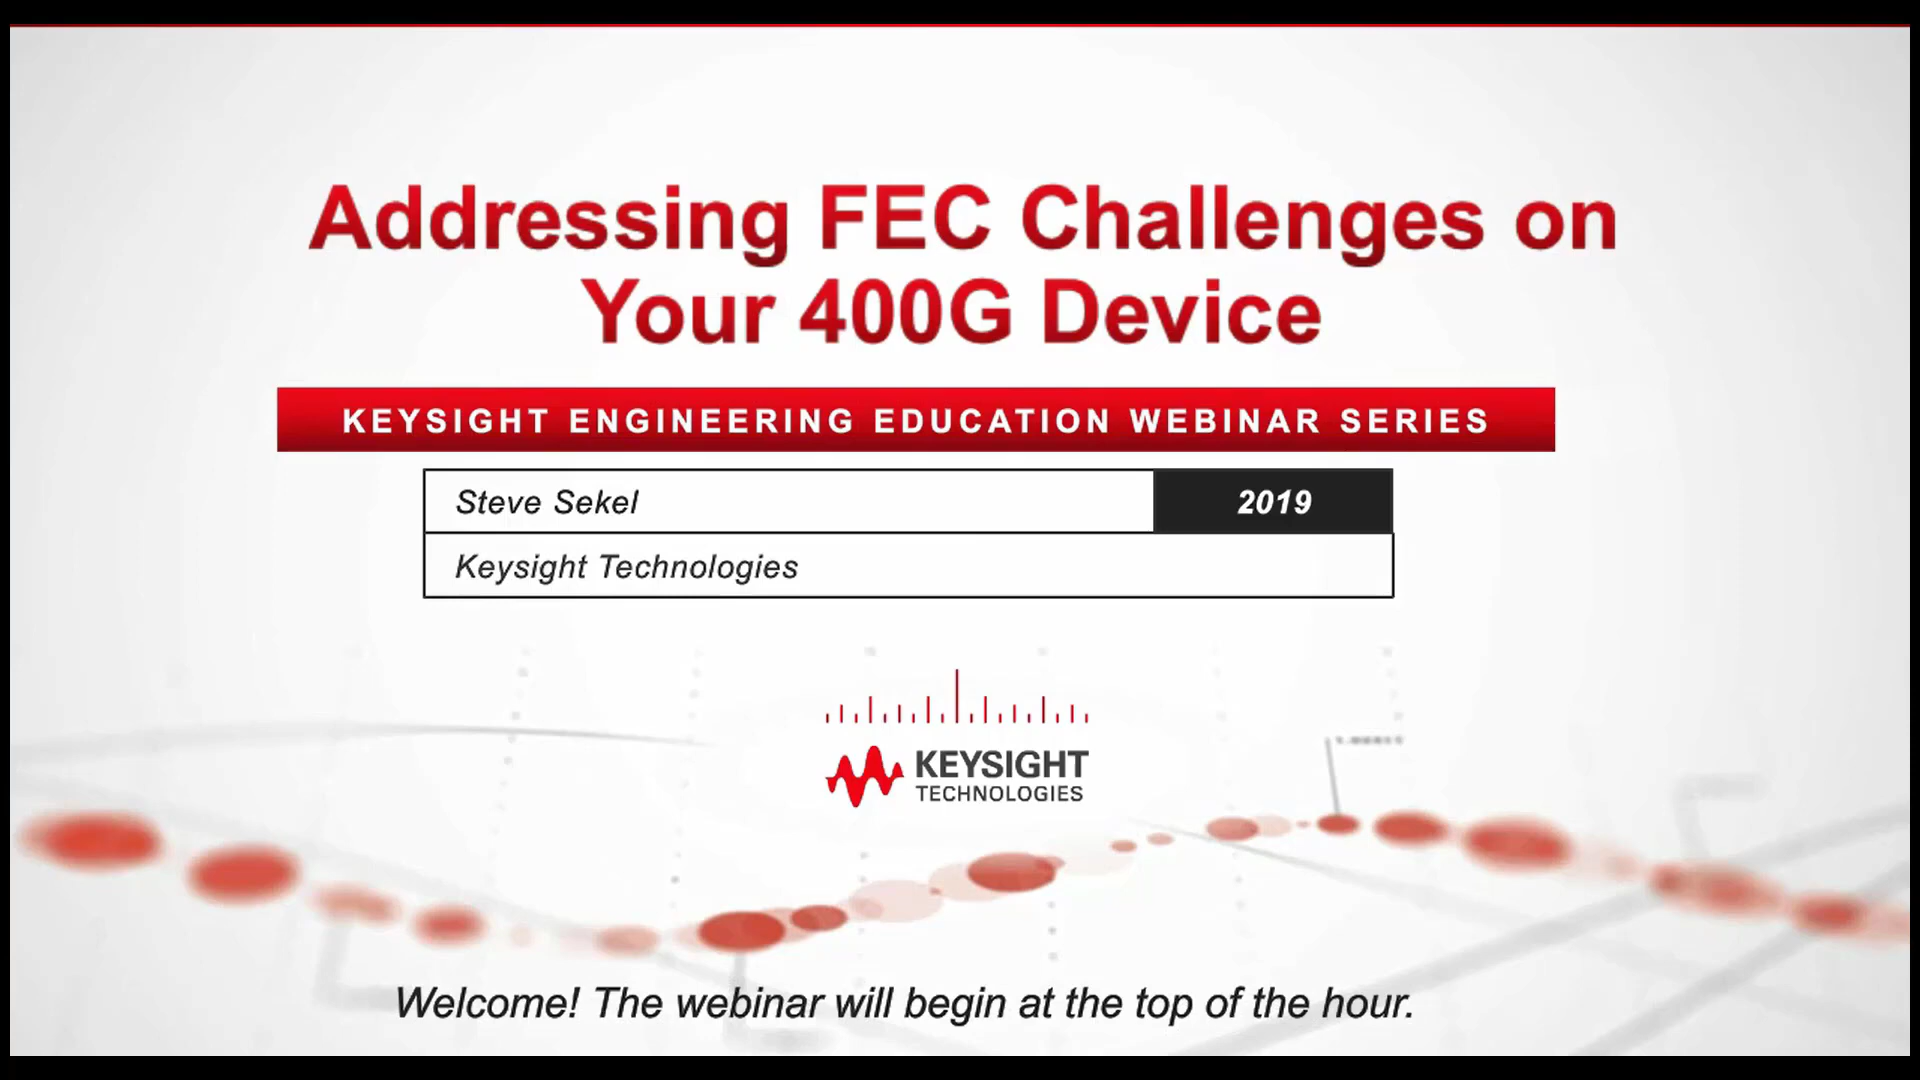 Addressing FEC Challenges on
Your 400G Device
KEYSIGHT ENGINEERING EDUCATION WEBINAR SERIES
Steve Sekel
2019
Keysight Technologies
KEYSIGHT
TECHNOLOGIES
Welcome! The webinar will begin at the top of the hour.